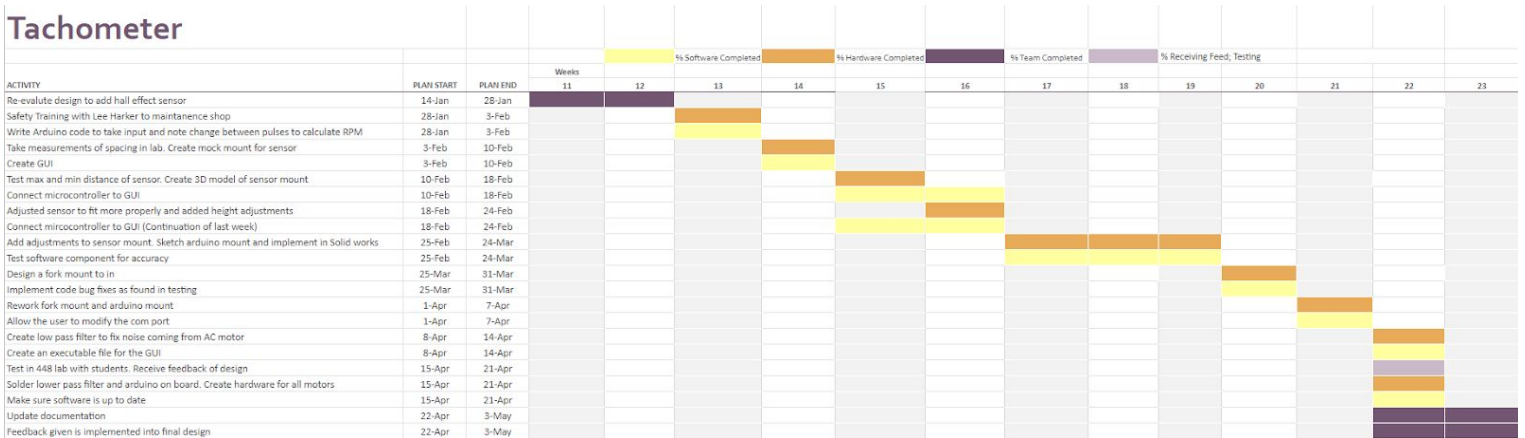 Tachometer
% Software Completed % Hardware Completed % Team Completed % Receiving Feed; Testing
Weeks
ACTIVITY PLAN START PLAN END 11 12 13 14 15 16 17 18 19 20 21 22 23
Re-evalute design to add hall effect sensor 14-Jan 28-Jan
Safety Training with Lee Harker to maintanence shop 28-Jan 3-Feb
Write Arduino code to take input and note change between pulses to calculate RPM 28-Jan 3-Feb
Take measurements of spacing in lab. Create mock mount for sensor 3-Feb 10-Feb
Create GUI 3-Feb 10-Feb
Test max and min distance of sensor. Create 3D model of sensor mount 10-Feb 18-Feb
Connect microcontroller to GUI 10-Feb 18-Feb
Adjusted sensor to fit more properly and added height adjustments 18-Feb 24-Feb
Connect mircocontroller to GUI (Continuation of last week) 18-Feb 24-Feb
Add adjustments to sensor mount. Sketch arduino mount and implement in Solid works 25-Feb 24-Mar
Test software component for accuracy 25-Feb 24-Mar
Design a fork mount to in 25-Mar 31-Mar
Implement code bug fixes as found in testing 25-Mar 31-Mar
Rework fork mount and arduino mount 1-Apr 7-Apr
Allow the user to modify the com port 1-Apr 7-Apr
Create low pass filter to fix noise coming from AC motor 8-Apr 14-Apr
Create an executable file for the GUI 8-Apr 14-Apr
Test in 448 lab with students. Receive feedback of design 15-Apr 21-Apr
Solder lower pass filter and arduino on board. Create hardware for all motors 15-Apr 21-Apr
Make sure software is up to date 15-Apr 21-Apr
Update documentation 22-Apr 3-May
Feedback given is implemented into final design 22-Apr 3-May